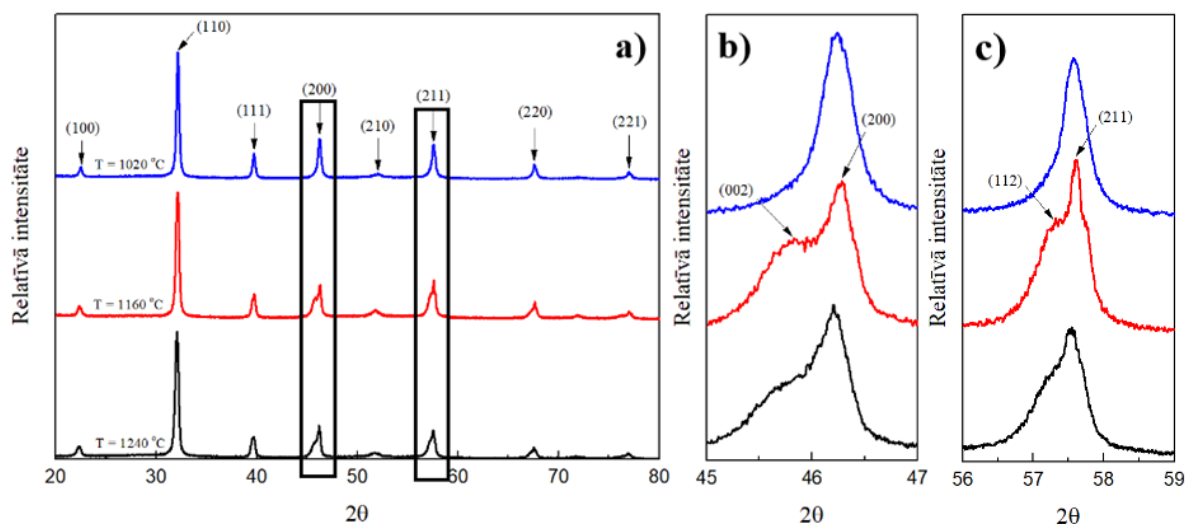 a)
(110)
(200)
(211)
(100)
(111)
(210)
(220)
(221)
T = 1020 °C
T = 1160 °C
T = 1240 °C
Relatīvā intensitāte
20 30 40 50 60 70 80
2θ
b)
(200)
(002)
Relatīvā intensitāte
45 46 47
2θ
c)
(211)
(112)
Relatīvā intensitāte
56 57 58 59
2θ